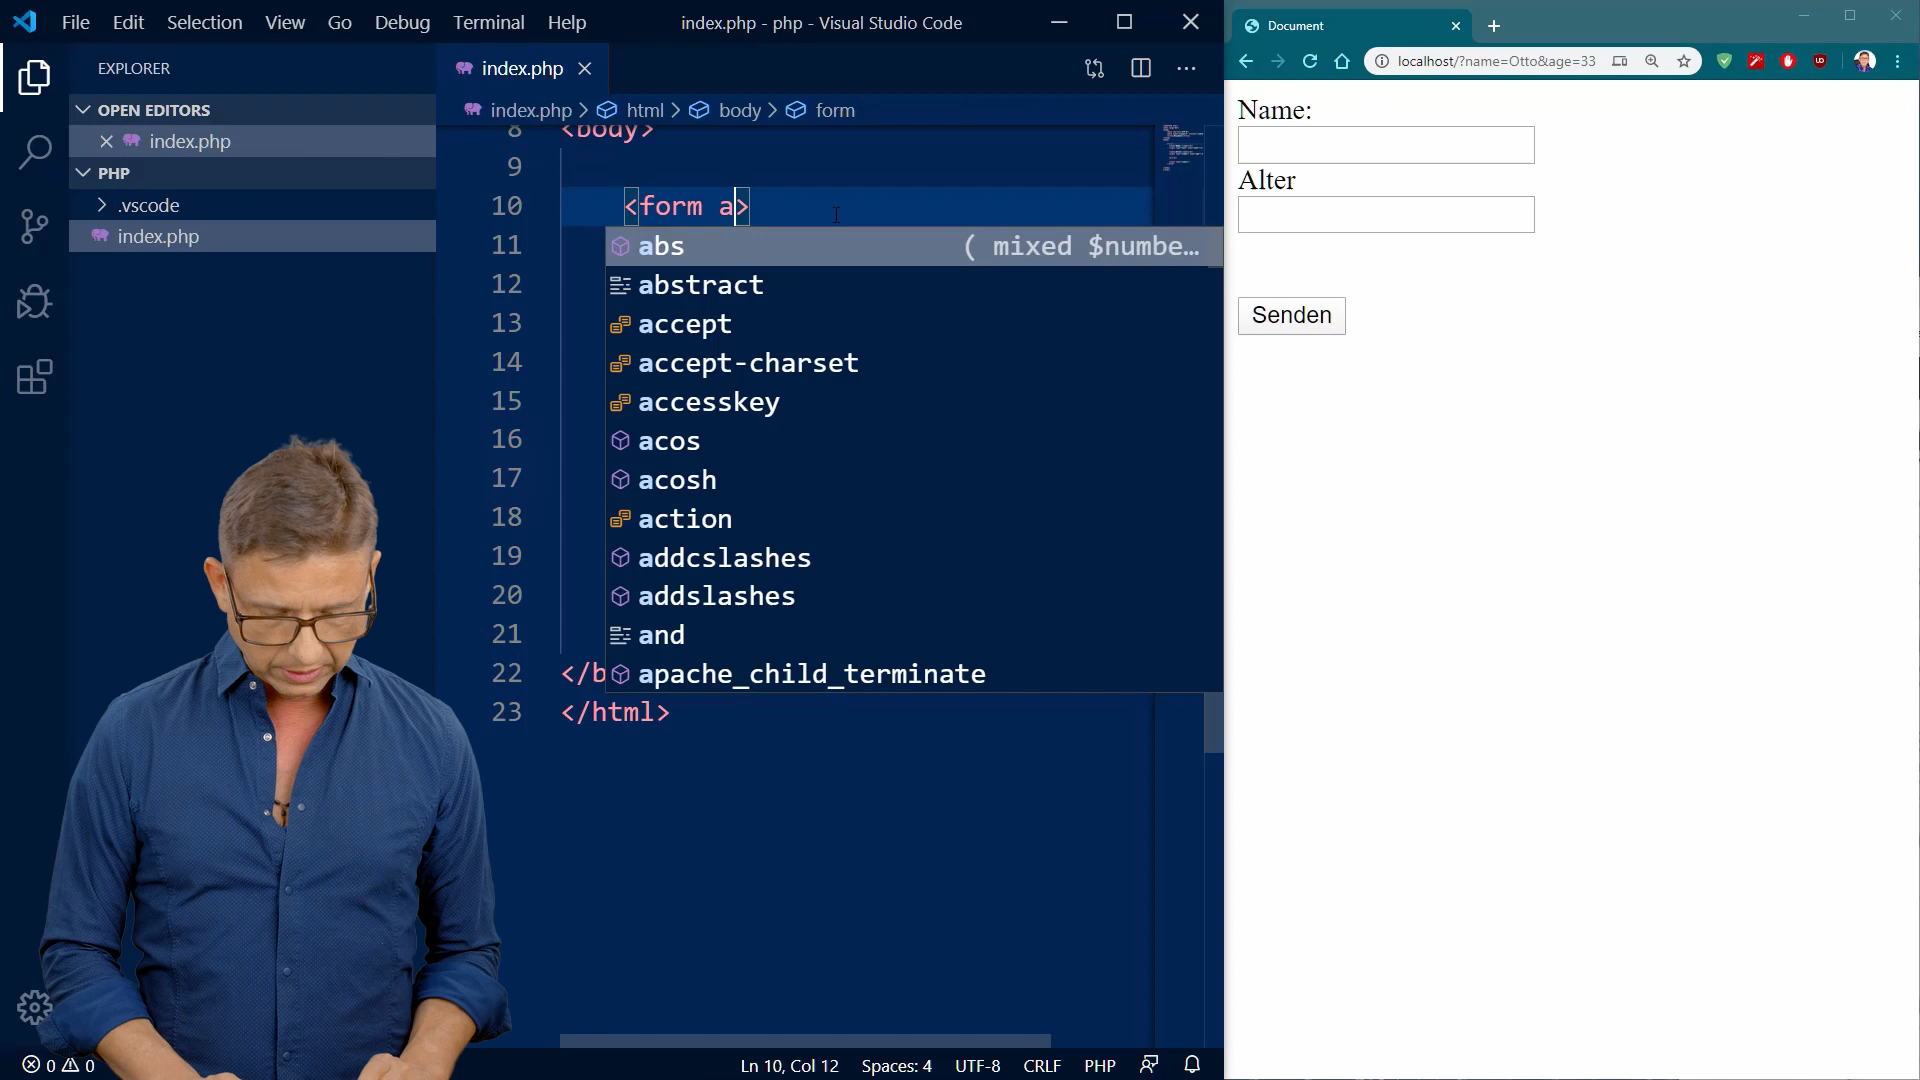 File Edit Selection View Go Debug Terminal Help
index.php - php - Visual Studio Code
EXPLORER
OPEN EDITORS
index.php
PHP
.vscode
index.php
index.php
index.php > html > body > form
8 <body>
9
10 <form a>
11
12
13
14
15
16
17
18
19
20
21
22 </b
23 </html>
abs ( mixed $numbe…
abstract
accept
accept-charset
accesskey
acos
acosh
action
addcslashes
addslashes
and
apache_child_terminate
0 0
Ln 10, Col 12 Spaces: 4 UTF-8 CRLF PHP
Document
localhost/?name=Otto&age=33
Name:
Alter
Senden